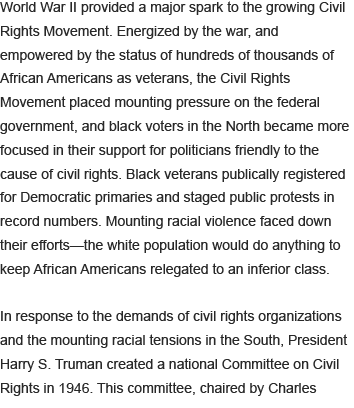 World War II provided a major spark to the growing Civil
Rights Movement. Energized by the war, and
empowered by the status of hundreds of thousands of
African Americans as veterans, the Civil Rights
Movement placed mounting pressure on the federal
government, and black voters in the North became more
focused in their support for politicians friendly to the
cause of civil rights. Black veterans publically registered
for Democratic primaries and staged public protests in
record numbers. Mounting racial violence faced down
their efforts—the white population would do anything to
keep African Americans relegated to an inferior class.

In response to the demands of civil rights organizations
and the mounting racial tensions in the South, President
Harry S. Truman created a national Committee on Civil
Rights in 1946. This committee, chaired by Charles